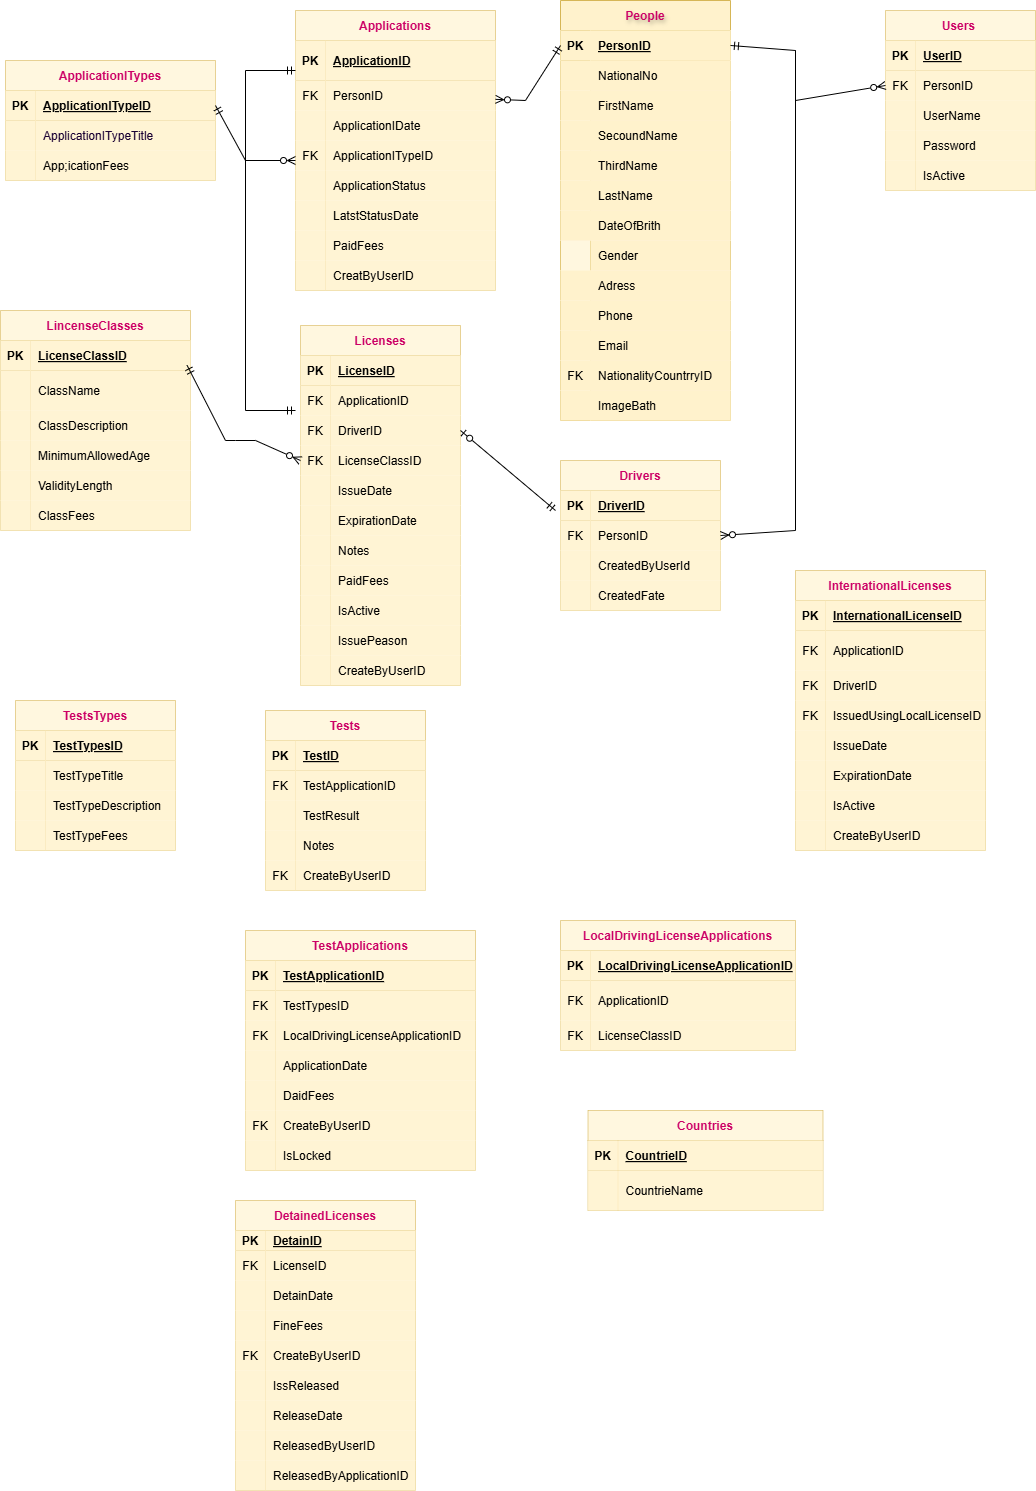 Applications
PK ApplicationID
FK PersonID
ApplicationIDate
FK ApplicationITypeID
ApplicationStatus
LatstStatusDate
PaidFees
CreatByUserID
People
PK PersonID
NationalNo
FirstName
SecoundName
ThirdName
LastName
DateOfBrith
Gender
Adress
Phone
Email
FK NationalityCountrryID
ImageBath
Users
PK UserID
FK PersonID
UserName
Password
IsActive
ApplicationITypes
PK ApplicationITypeID
ApplicationITypeTitle
App;icationFees
LincenseClasses
PK LicenseClassID
ClassName
ClassDescription
MinimumAllowedAge
ValidityLength
ClassFees
Licenses
PK LicenseID
FK ApplicationID
FK DriverID
FK LicenseClassID
IssueDate
ExpirationDate
Notes
PaidFees
IsActive
IssuePeason
CreateByUserID
Drivers
PK DriverID
FK PersonID
CreatedByUserId
CreatedFate
InternationalLicenses
PK InternationalLicenseID
FK ApplicationID
FK DriverID
FK IssuedUsingLocalLicenseID
IssueDate
ExpirationDate
IsActive
CreateByUserID
TestsTypes
PK TestTypesID
TestTypeTitle
TestTypeDescription
TestTypeFees
Tests
PK TestID
FK TestApplicationID
TestResult
Notes
FK CreateByUserID
TestApplications
PK TestApplicationID
FK TestTypesID
FK LocalDrivingLicenseApplicationID
ApplicationDate
DaidFees
FK CreateByUserID
IsLocked
LocalDrivingLicenseApplications
PK LocalDrivingLicenseApplicationID
FK ApplicationID
FK LicenseClassID
Countries
PK CountrieID
CountrieName
DetainedLicenses
PK DetainID
FK LicenseID
DetainDate
FineFees
FK CreateByUserID
IssReleased
ReleaseDate
ReleasedByUserID
ReleasedByApplicationID